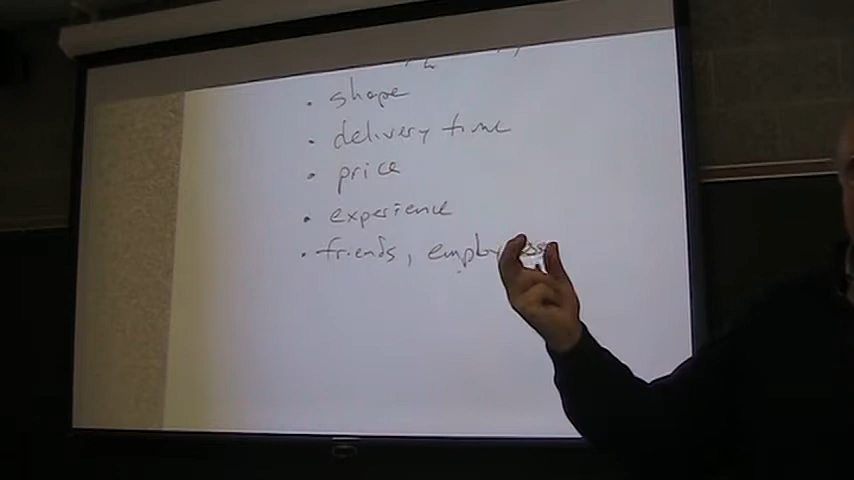 • shape
• delivery time
• price
• experience
• friends,